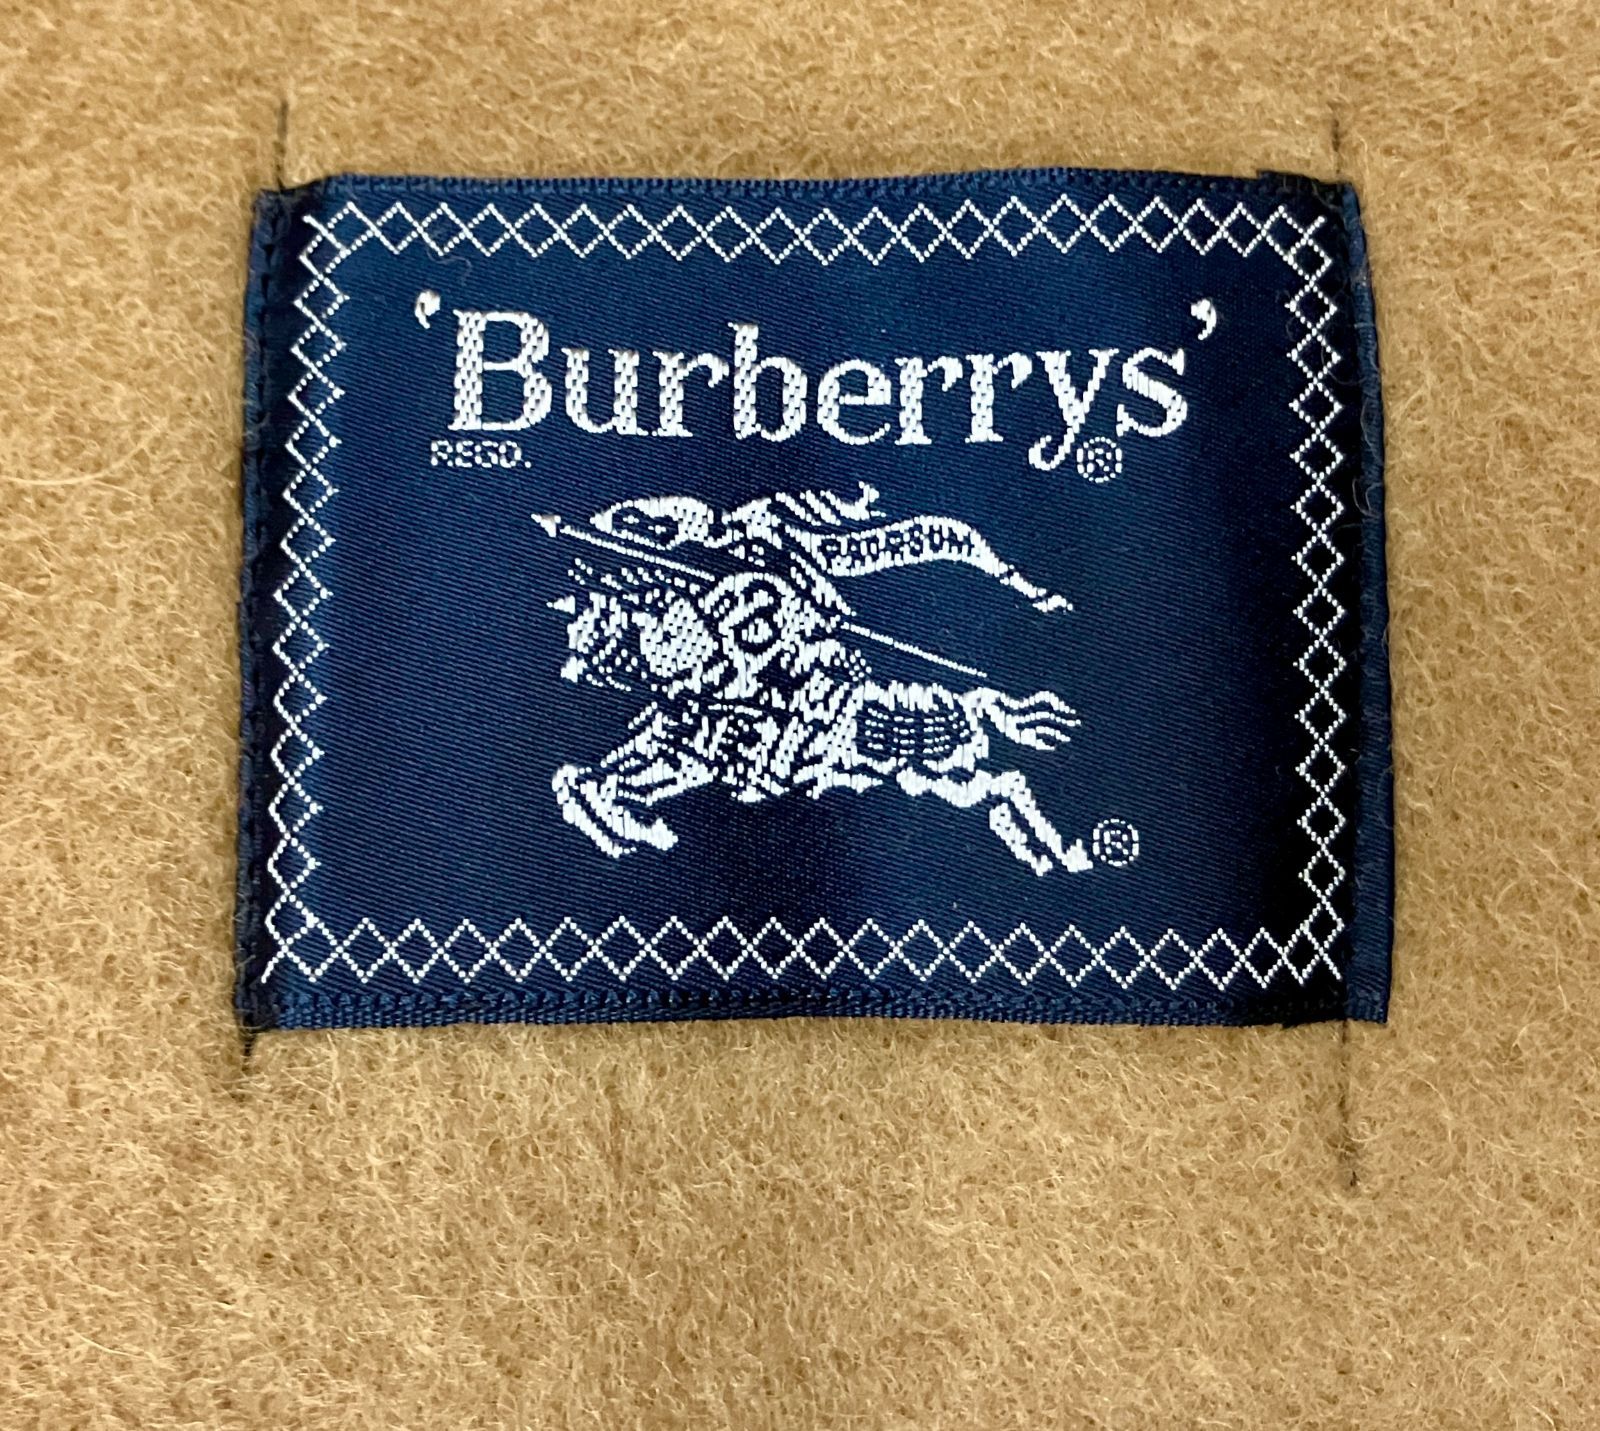 'Burberrys'
REGD. ®
PRORSUM
®